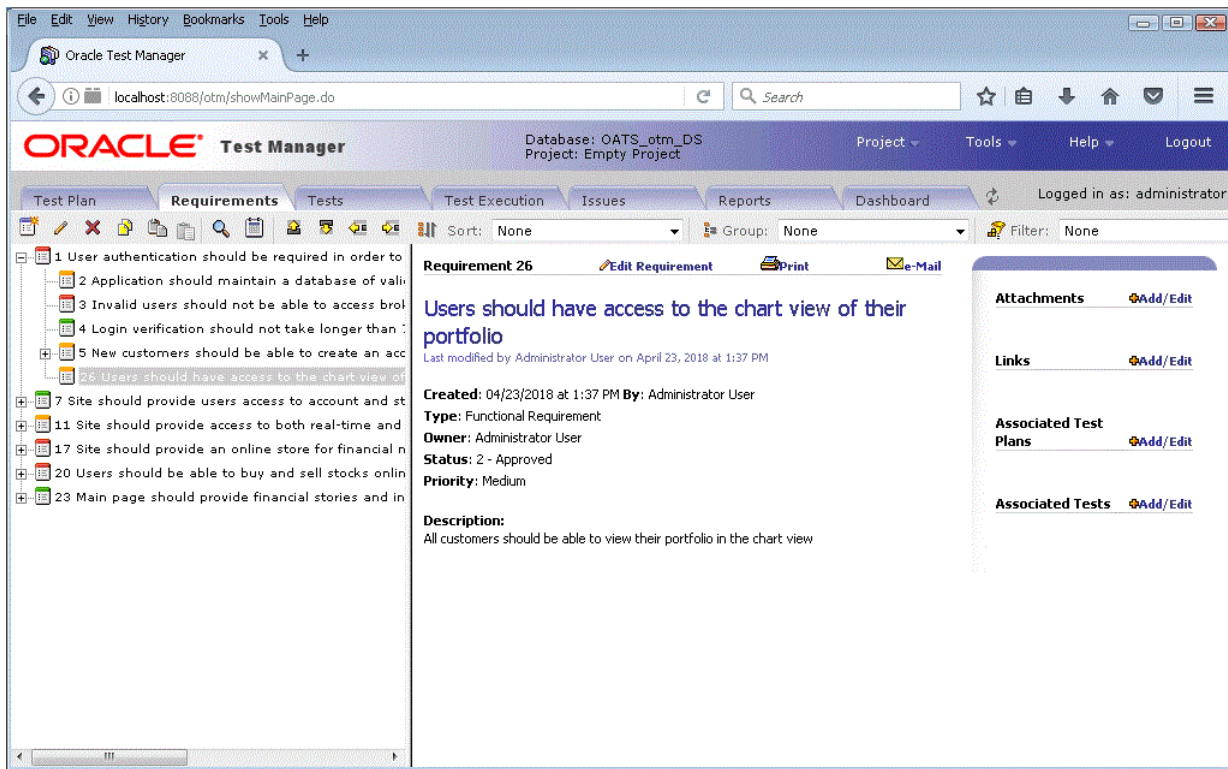 File Edit View History Bookmarks Tools Help
Oracle Test Manager × +
localhost:8088/otm/showMainPage.do
Search
ORACLE Test Manager
Database: OATS_otm_DS
Project: Empty Project
Project Tools Help Logout
Test Plan Requirements Tests Test Execution Issues Reports Dashboard Logged in as: administrator
Sort: None Group: None Filter: None
1 User authentication should be required in order to
2 Application should maintain a database of vali
3 Invalid users should not be able to access brok
4 Login verification should not take longer than
5 New customers should be able to create an acc
26 Users should have access to the chart view of
7 Site should provide users access to account and st
11 Site should provide access to both real-time and
17 Site should provide an online store for financial n
20 Users should be able to buy and sell stocks onlin
23 Main page should provide financial stories and in
Requirement 26 Edit Requirement Print e-Mail
Users should have access to the chart view of their
portfolio
Last modified by Administrator User on April 23, 2018 at 1:37 PM
Created: 04/23/2018 at 1:37 PM By: Administrator User
Type: Functional Requirement
Owner: Administrator User
Status: 2 - Approved
Priority: Medium
Description:
All customers should be able to view their portfolio in the chart view
Attachments Add/Edit
Links Add/Edit
Associated Test
Plans Add/Edit
Associated Tests Add/Edit